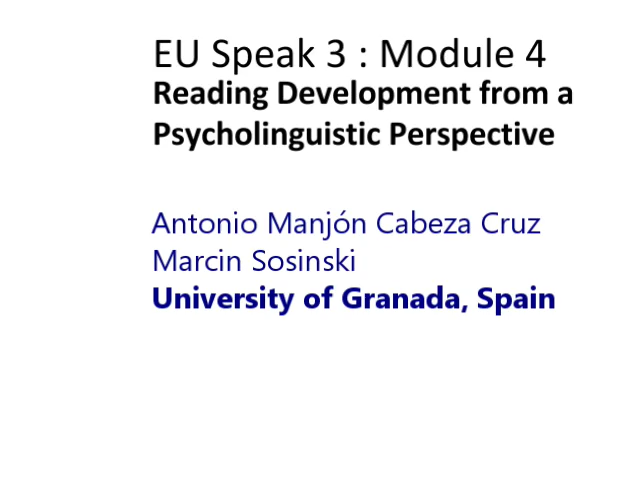 EU Speak 3 : Module 4
Reading Development from a
Psycholinguistic Perspective
Antonio Manjón Cabeza Cruz
Marcin Sosinski
University of Granada, Spain